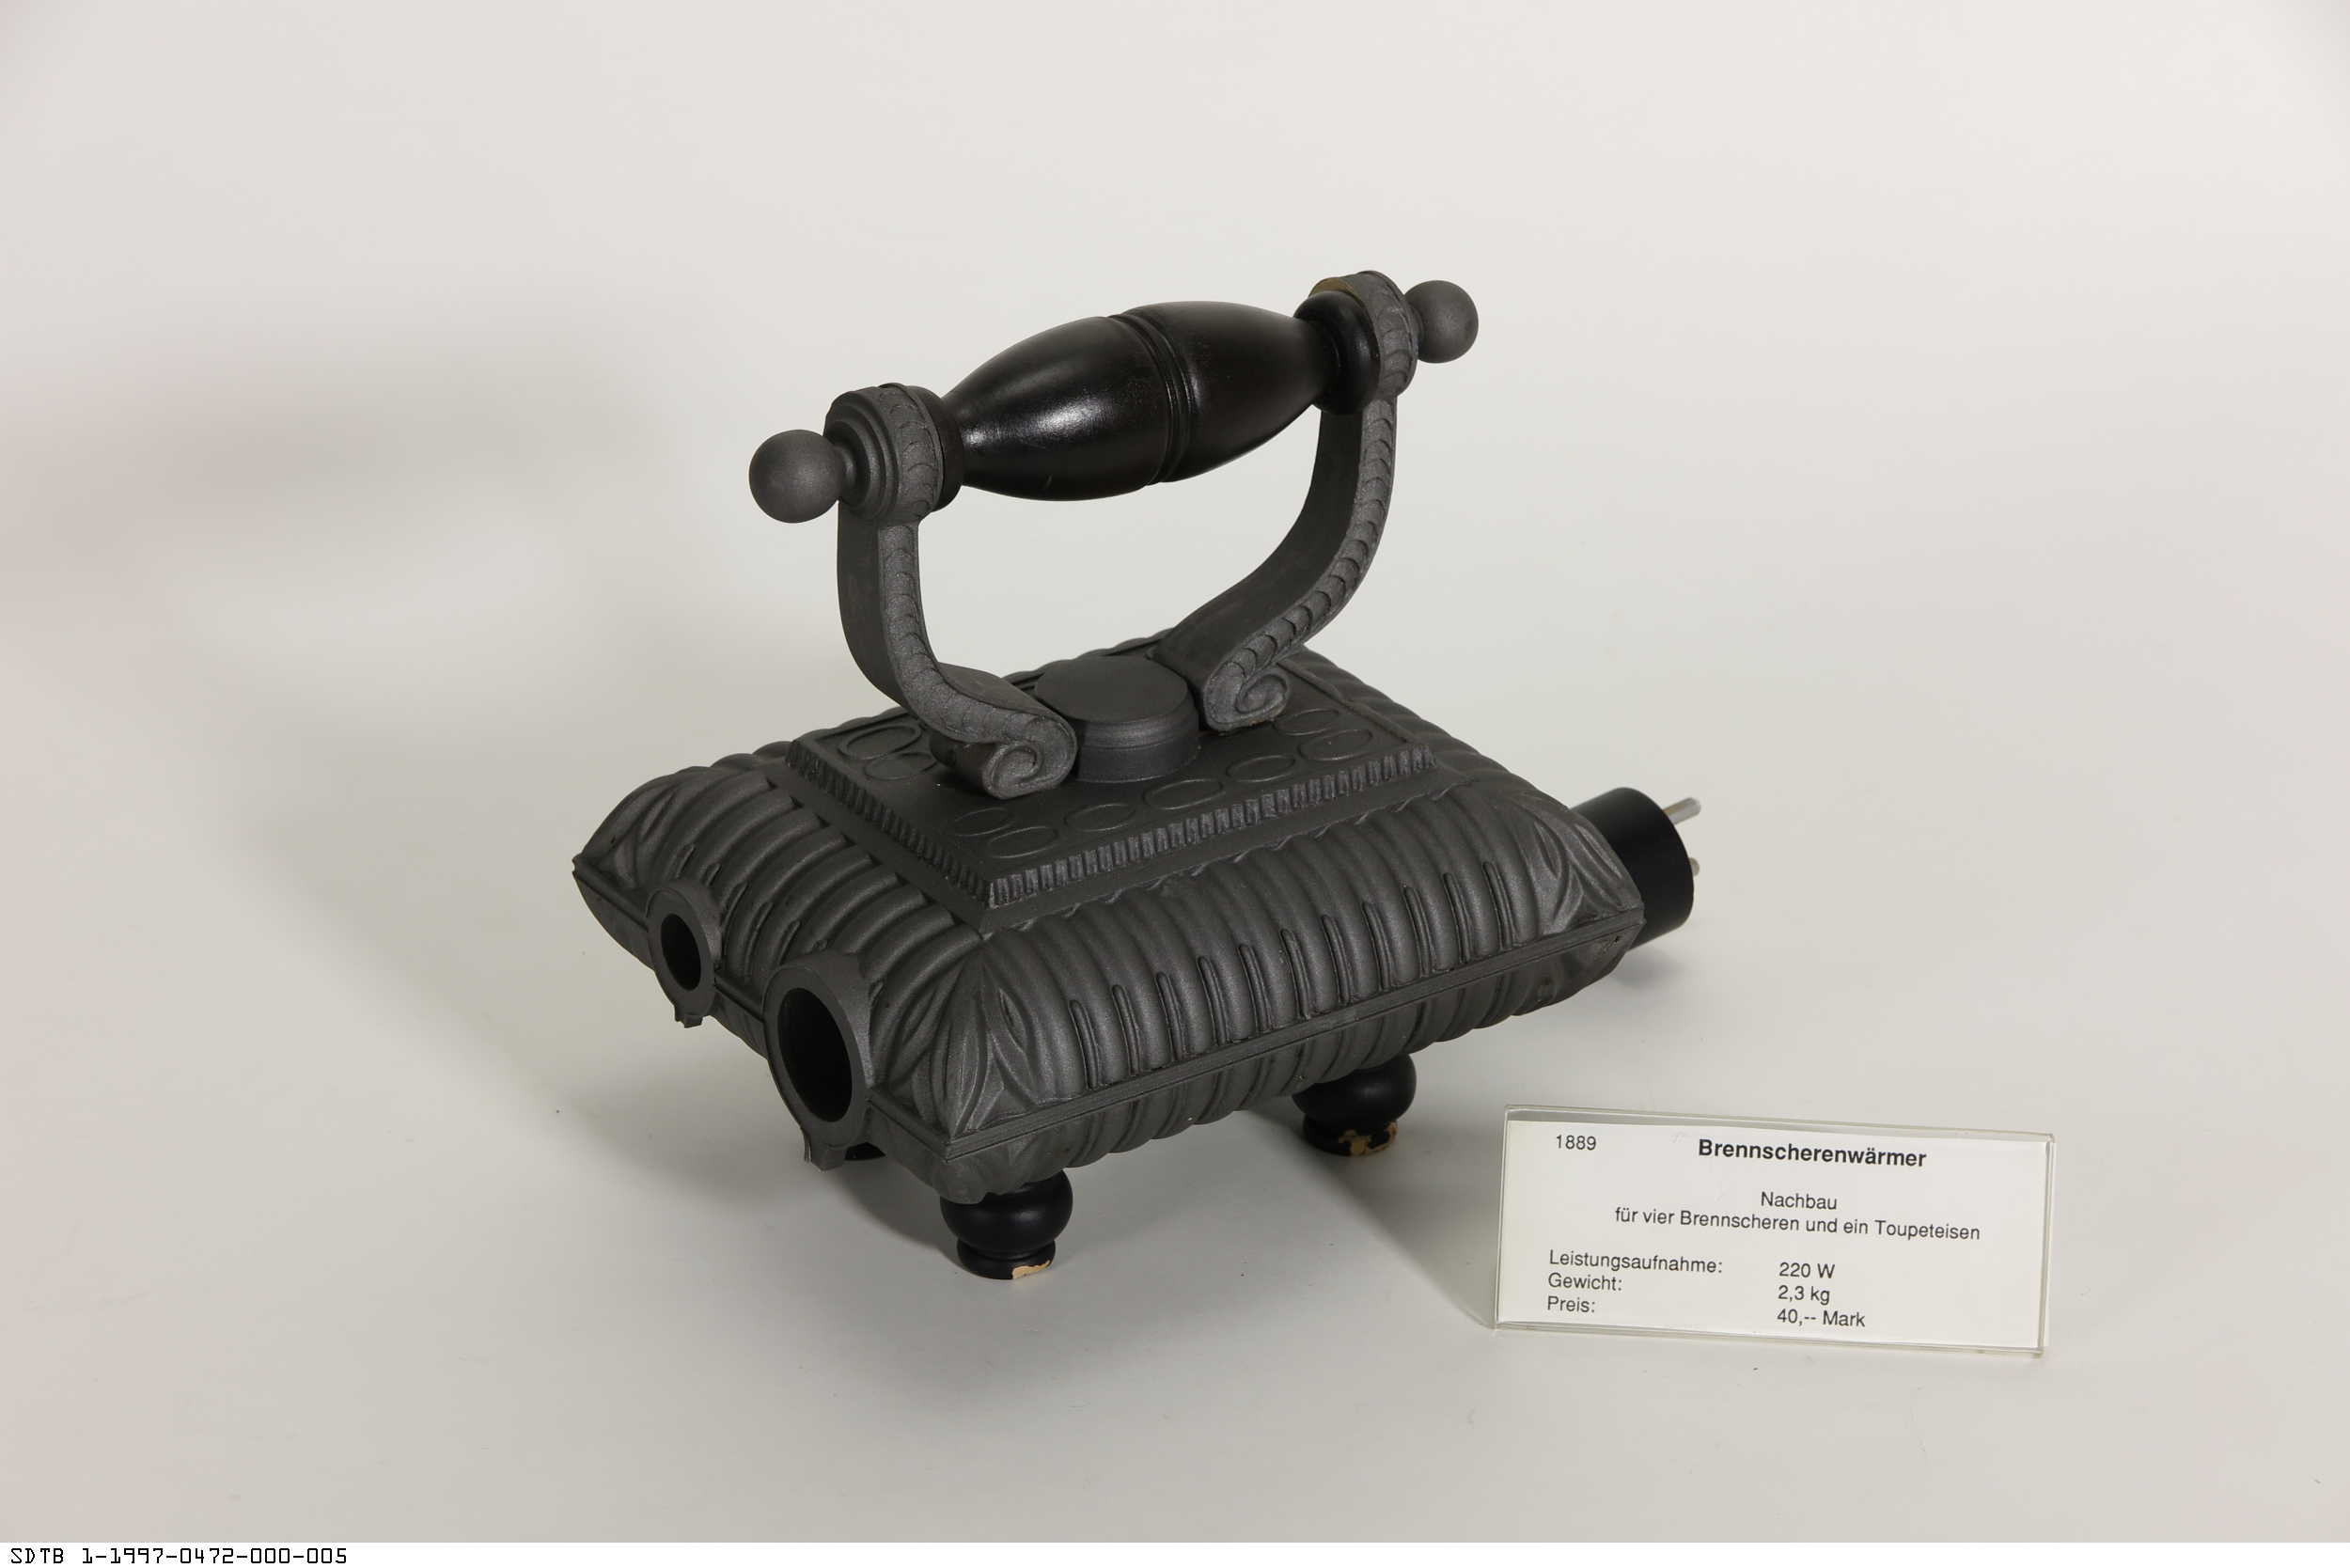 1889 Brennscherenwärmer
Nachbau
für vier Brennscheren und ein Toupeteisen
Leistungsaufnahme: 220 W
Gewicht: 2,3 kg
Preis: 40,-- Mark
SDTB 1-1997-0472-000-005